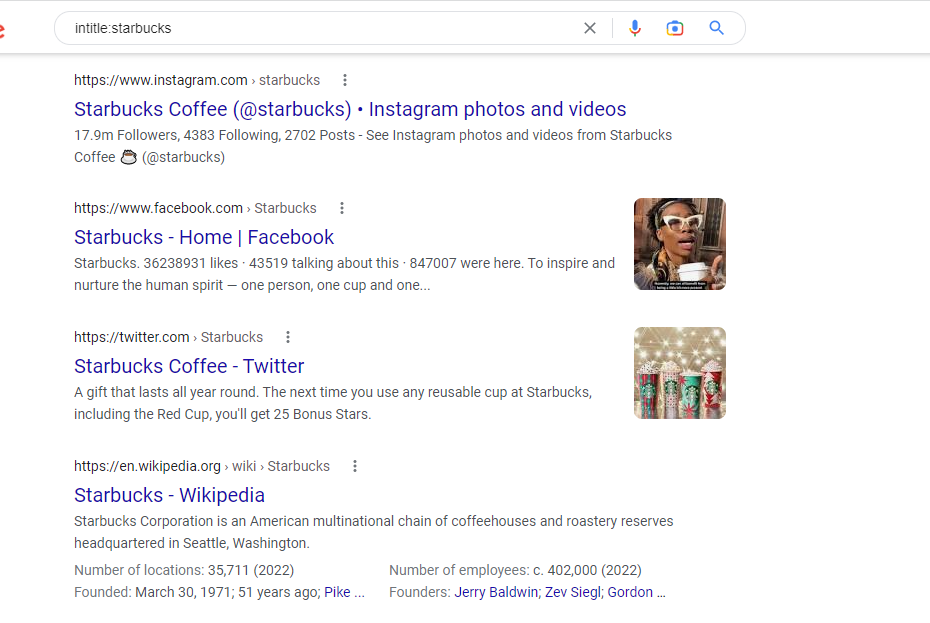 intitle:starbucks
https://www.instagram.com › starbucks
Starbucks Coffee (@starbucks) • Instagram photos and videos
17.9m Followers, 4383 Following, 2702 Posts - See Instagram photos and videos from Starbucks
Coffee ☕ (@starbucks)
https://www.facebook.com › Starbucks
Starbucks - Home | Facebook
Starbucks. 36238931 likes · 43519 talking about this · 847007 were here. To inspire and
nurture the human spirit — one person, one cup and one...
https://twitter.com › Starbucks
Starbucks Coffee - Twitter
A gift that lasts all year round. The next time you use any reusable cup at Starbucks,
including the Red Cup, you'll get 25 Bonus Stars.
https://en.wikipedia.org › wiki › Starbucks
Starbucks - Wikipedia
Starbucks Corporation is an American multinational chain of coffeehouses and roastery reserves
headquartered in Seattle, Washington.
Number of locations: 35,711 (2022) Number of employees: c. 402,000 (2022)
Founded: March 30, 1971; 51 years ago; Pike ... Founders: Jerry Baldwin; Zev Siegl; Gordon ...